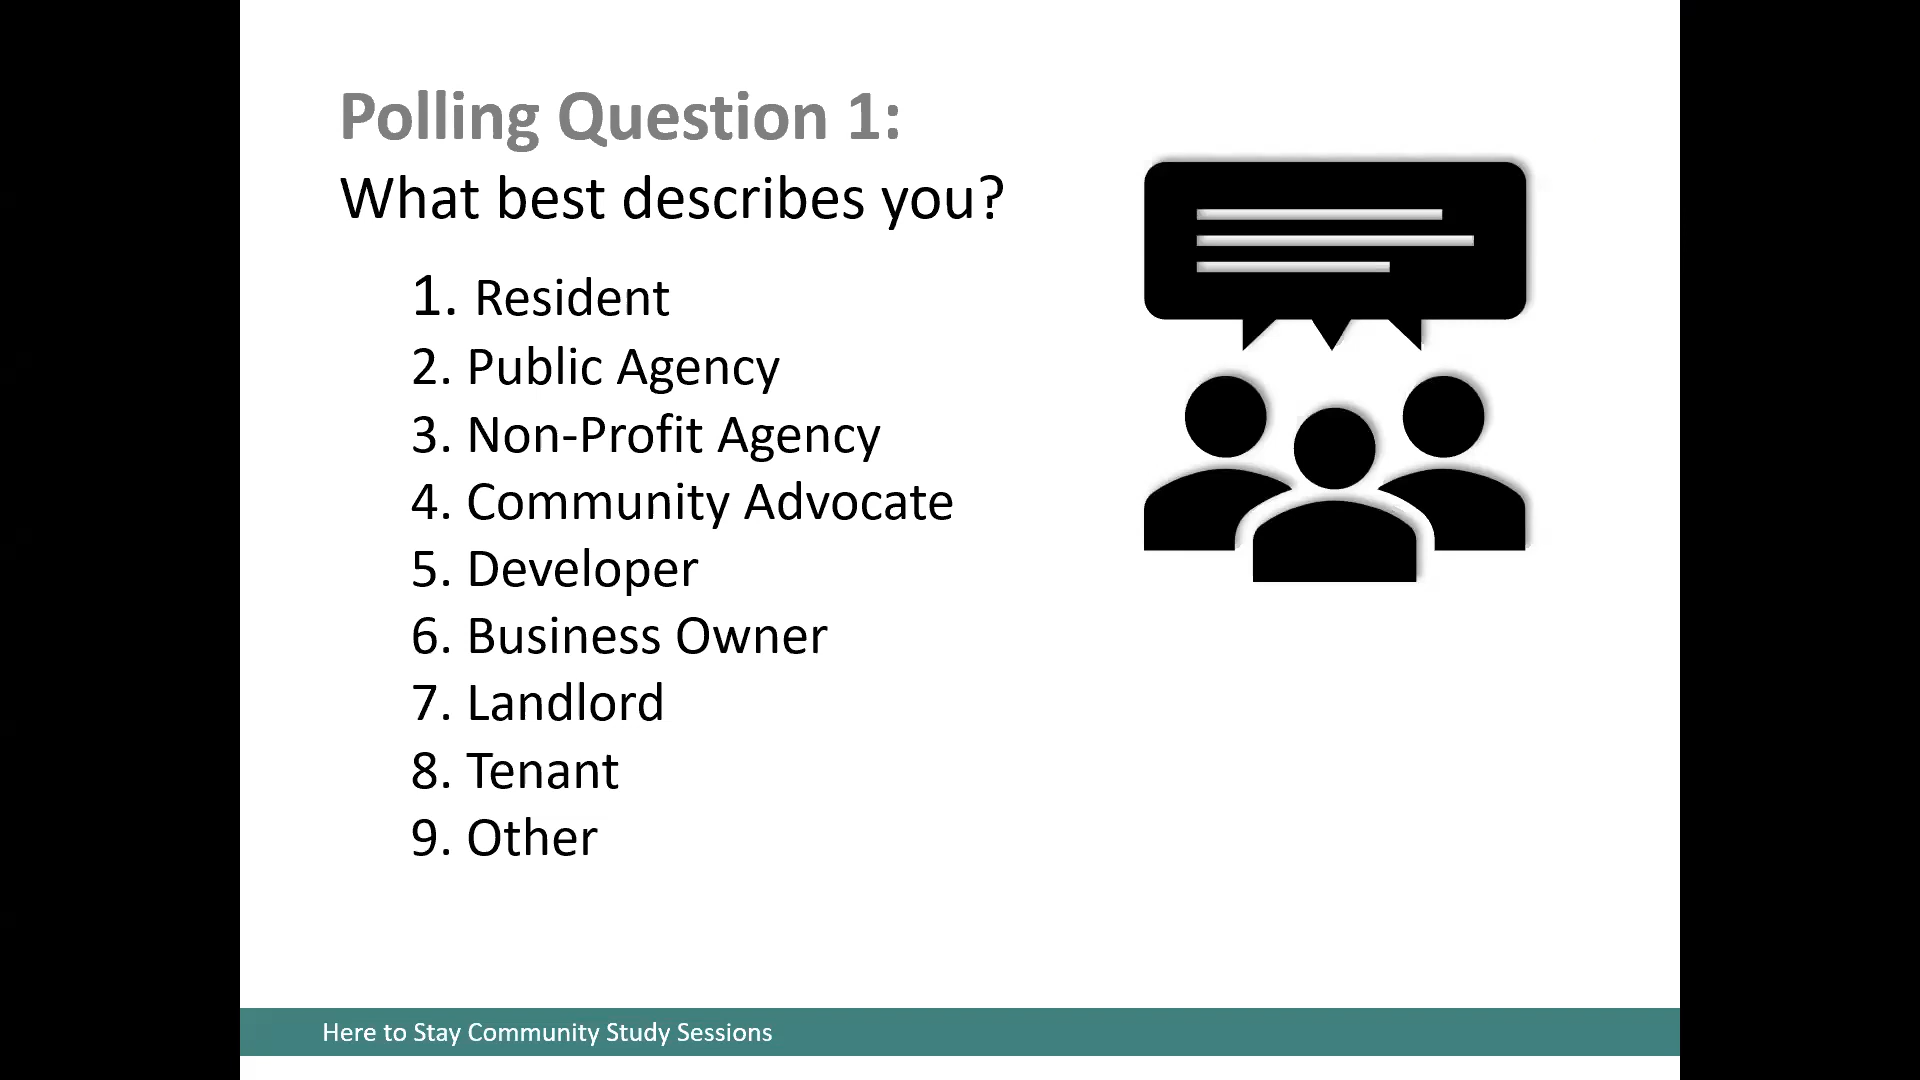 Polling Question 1:
What best describes you?
1. Resident
2. Public Agency
3. Non-Profit Agency
4. Community Advocate
5. Developer
6. Business Owner
7. Landlord
8. Tenant
9. Other
Here to Stay Community Study Sessions